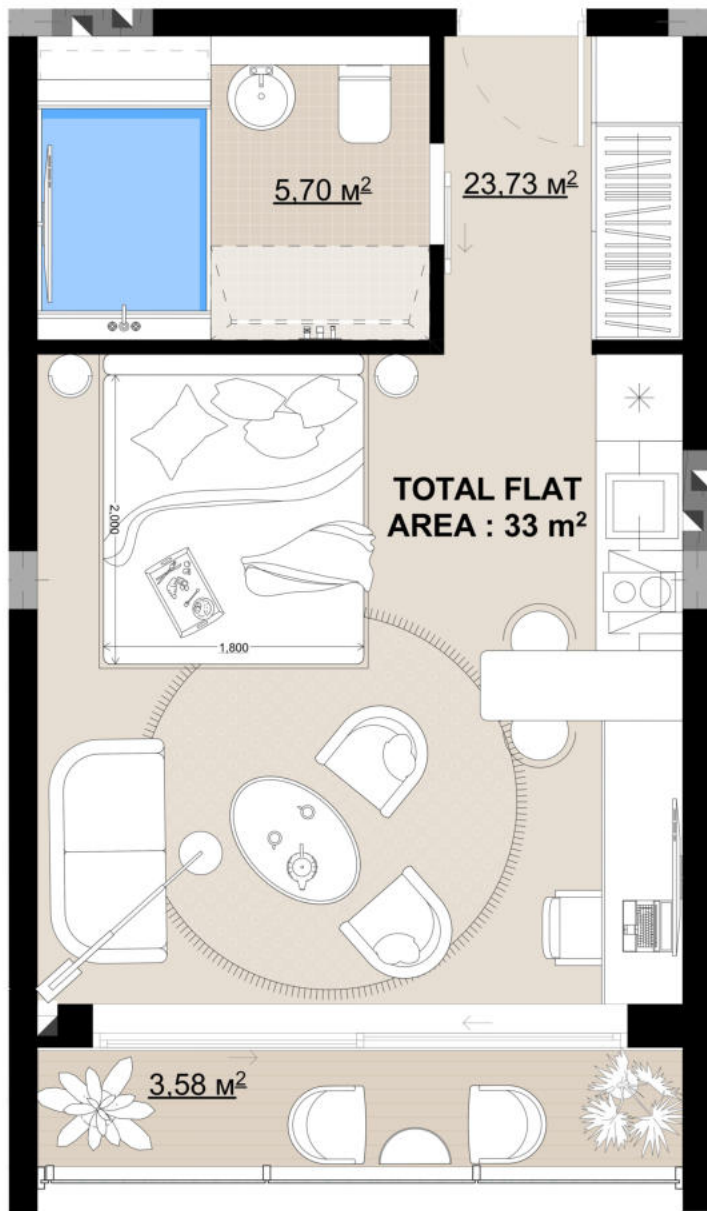 5,70 м²
23,73 м²
TOTAL FLAT
AREA : 33 m²
2,000
1,800
3,58 м²